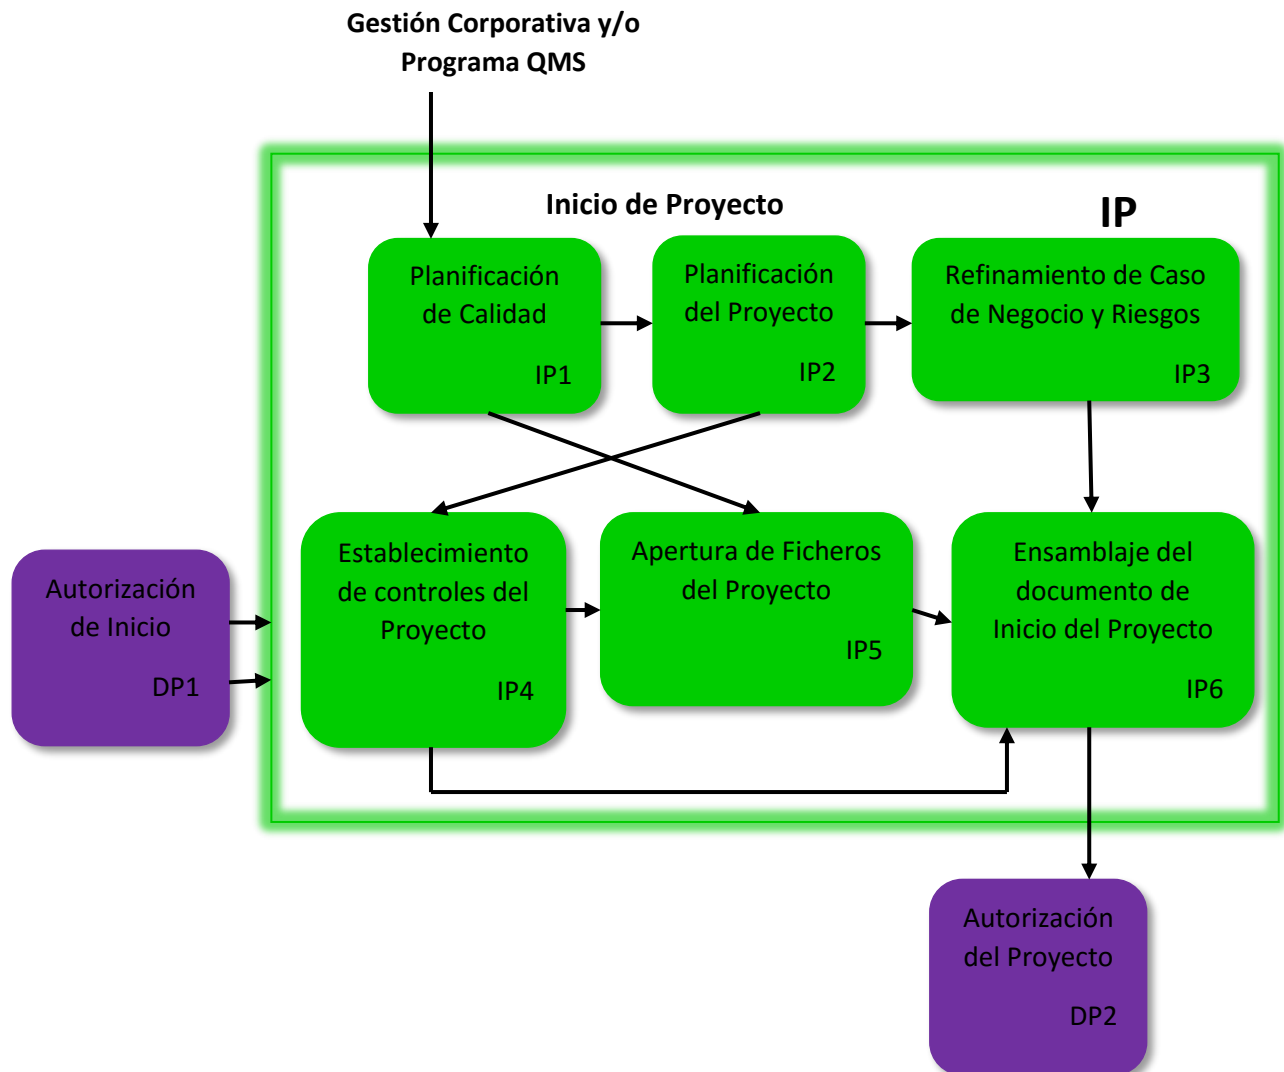 Gestión Corporativa y/o
Programa QMS
Inicio de Proyecto
IP
Planificación
de Calidad
IP1
Planificación
del Proyecto
IP2
Refinamiento de Caso
de Negocio y Riesgos
IP3
Autorización
de Inicio
DP1
Establecimiento
de controles del
Proyecto
IP4
Apertura de Ficheros
del Proyecto
IP5
Ensamblaje del
documento de
Inicio del Proyecto
IP6
Autorización
del Proyecto
DP2